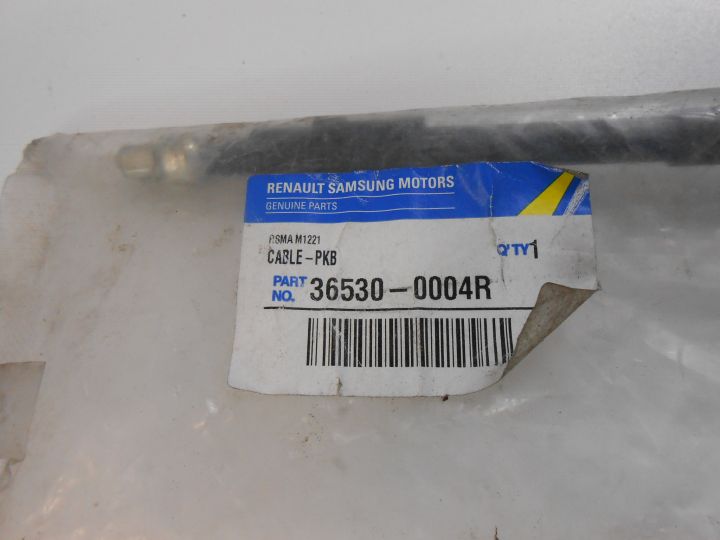 RENAULT SAMSUNG MOTORS
GENUINE PARTS
RSMA M1221
CABLE-PKB
Q'TY 1
PART NO. 36530-0004R